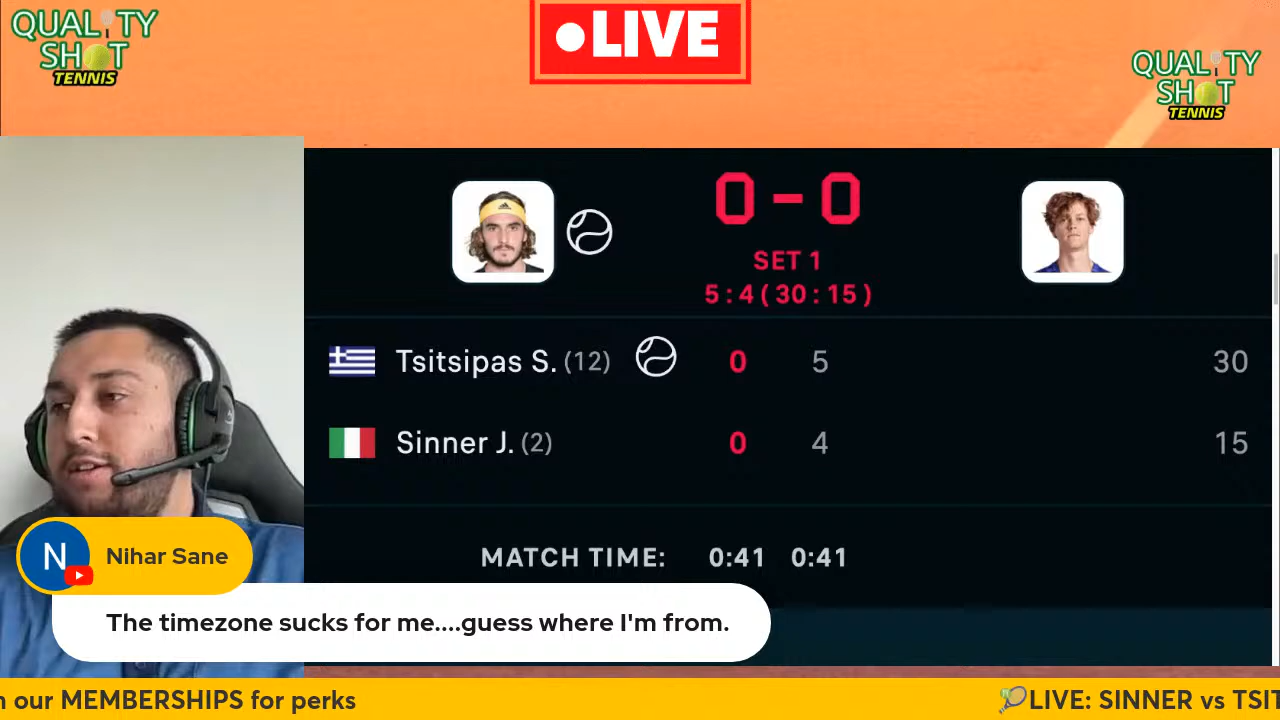 QUALITY
SHOT
TENNIS
LIVE
QUALITY
SHOT
TENNIS
0 - 0
SET 1
5 : 4 ( 30 : 15 )
Tsitsipas S. (12) 0 5 30
Sinner J. (2) 0 4 15
MATCH TIME: 0:41 0:41
N Nihar Sane
The timezone sucks for me....guess where I'm from.
n our MEMBERSHIPS for perks
LIVE: SINNER vs TSIT